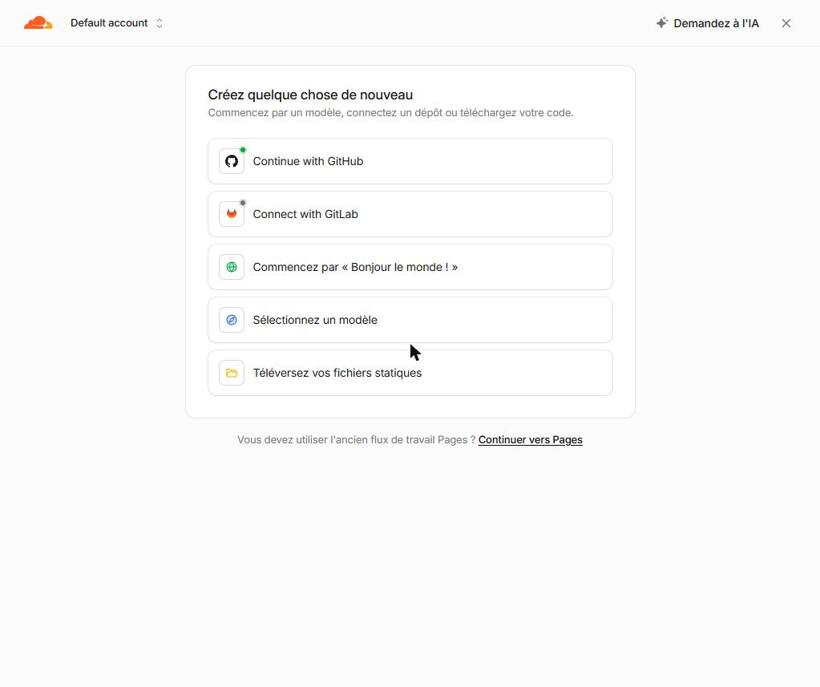 Default account
Demandez à l'IA
Créez quelque chose de nouveau
Commencez par un modèle, connectez un dépôt ou téléchargez votre code.
Continue with GitHub
Connect with GitLab
Commencez par « Bonjour le monde ! »
Sélectionnez un modèle
Téléversez vos fichiers statiques
Vous devez utiliser l'ancien flux de travail Pages ? Continuer vers Pages